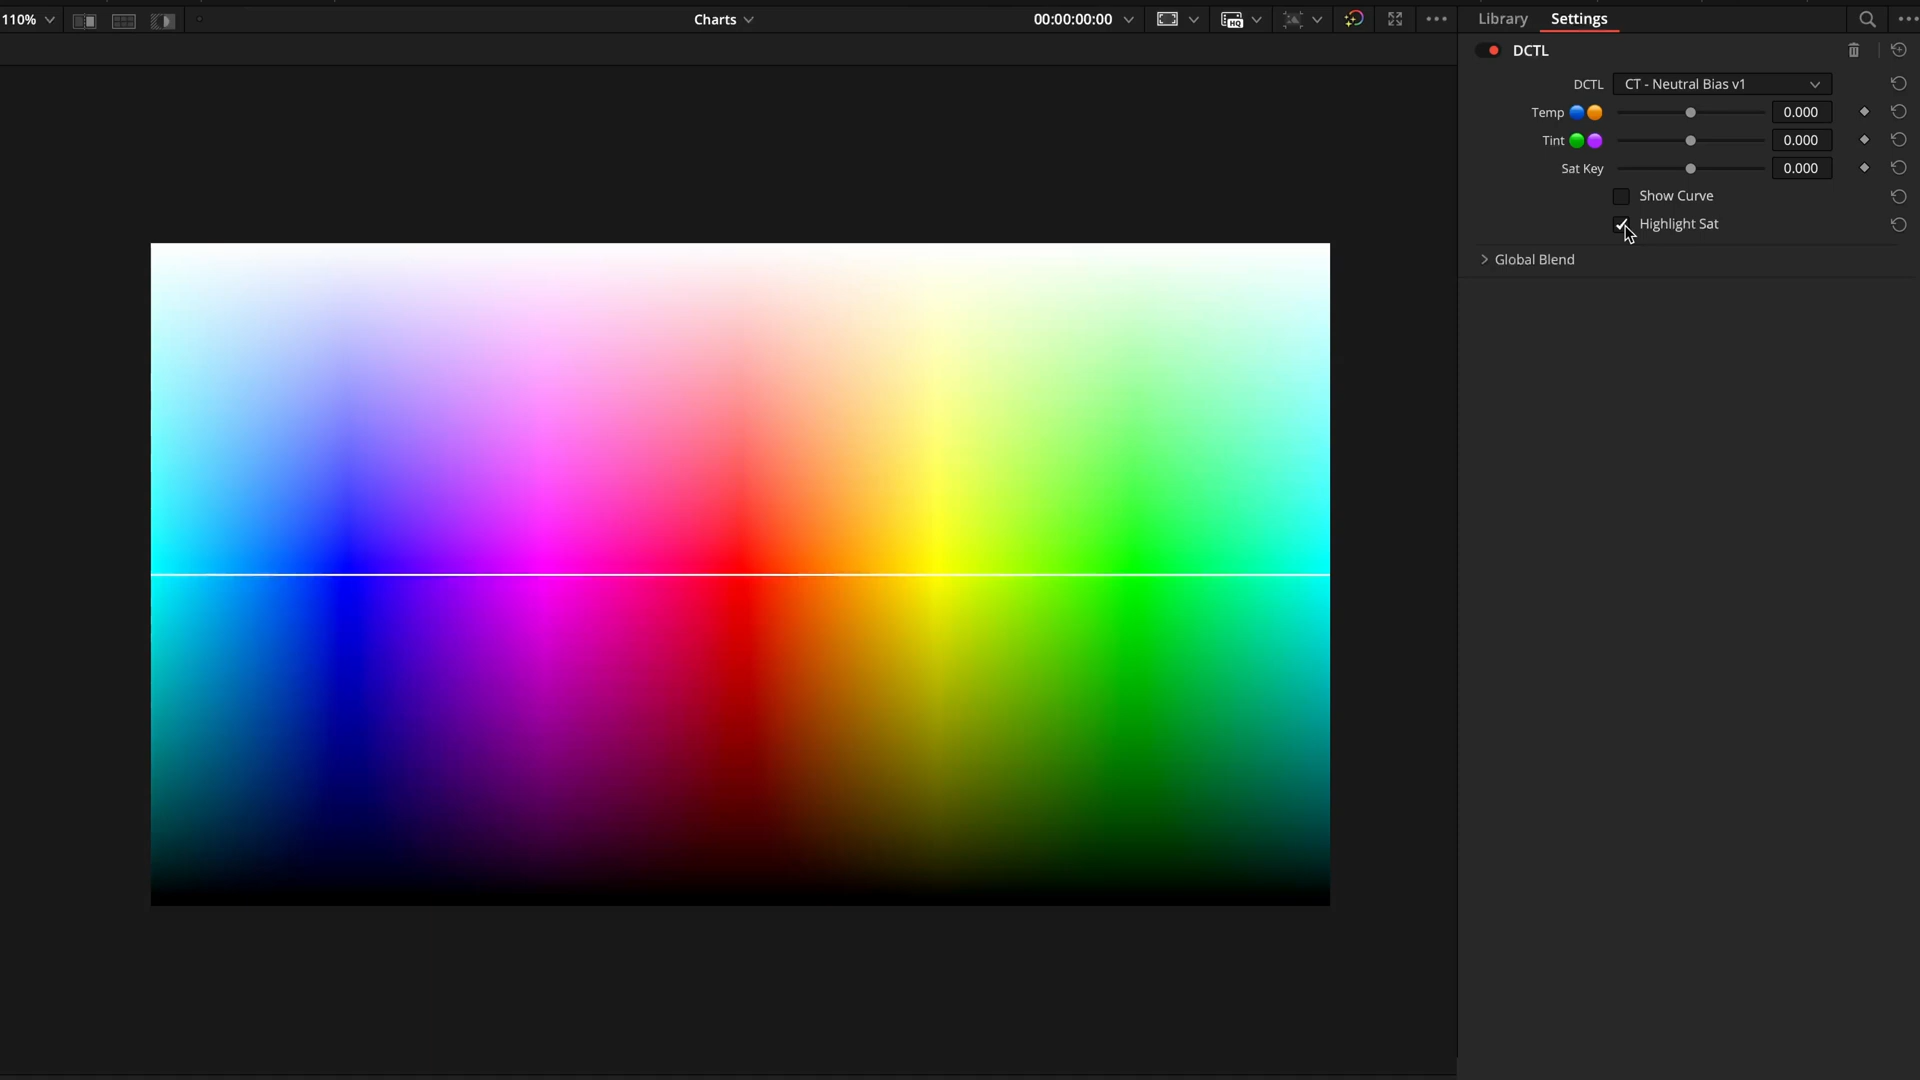 110%
Charts
00:00:00:00
HQ
Library Settings
DCTL
DCTL CT - Neutral Bias v1
Temp 0.000
Tint 0.000
Sat Key 0.000
Show Curve
Highlight Sat
Global Blend